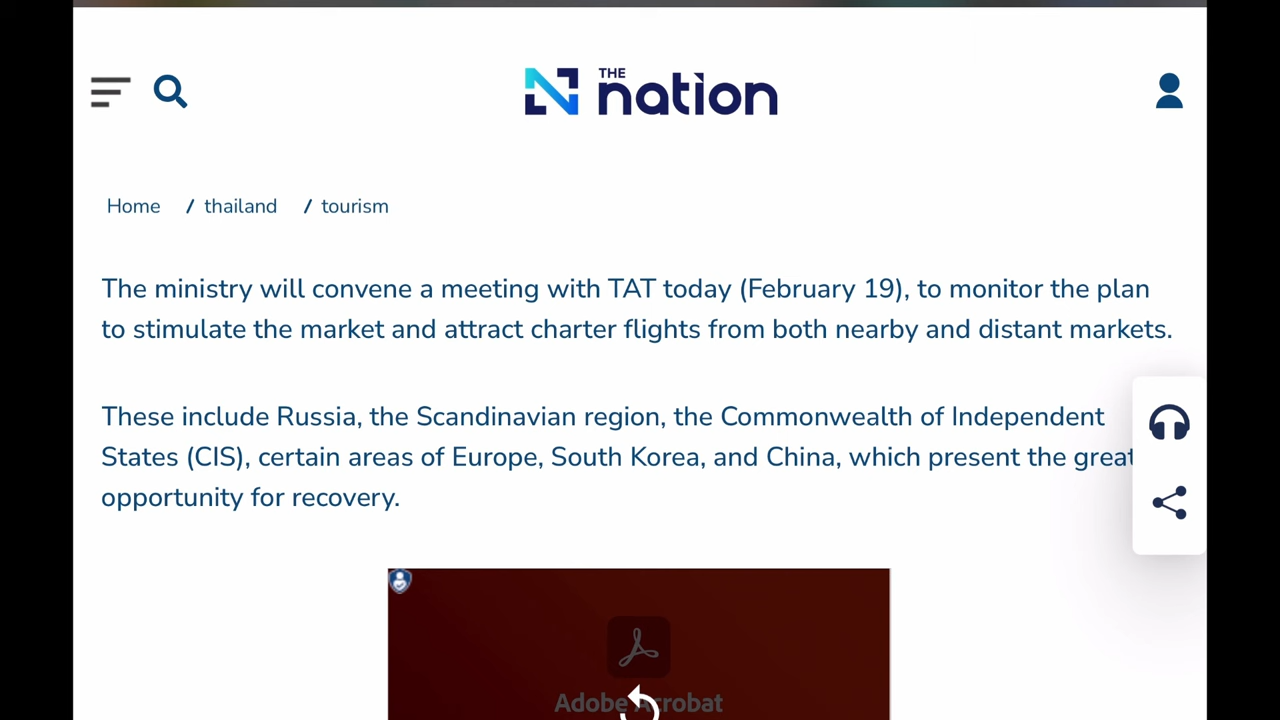 THE
nation
Home / thailand / tourism
The ministry will convene a meeting with TAT today (February 19), to monitor the plan
to stimulate the market and attract charter flights from both nearby and distant markets.
These include Russia, the Scandinavian region, the Commonwealth of Independent
States (CIS), certain areas of Europe, South Korea, and China, which present the great
opportunity for recovery.
Adobe Acrobat